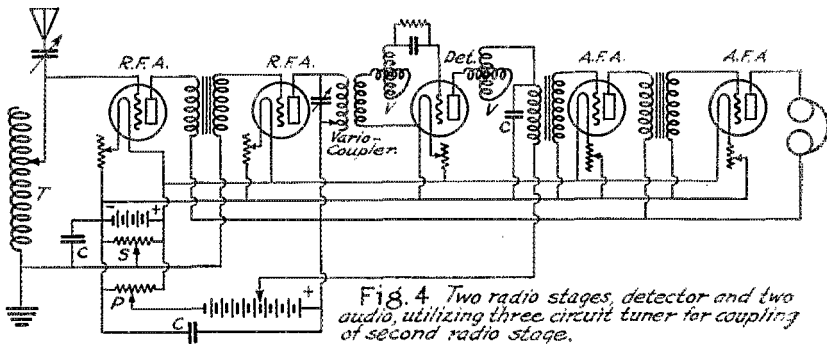 R.F.A.
R.F.A.
Det.
A.F.A.
A.F.A
V
V
C
Vario-
Coupler.
T
-
+
C
S
P
+
C
Fig. 4 Two radio stages, detector and two
audio, utilizing three circuit tuner for coupling
of second radio stage.